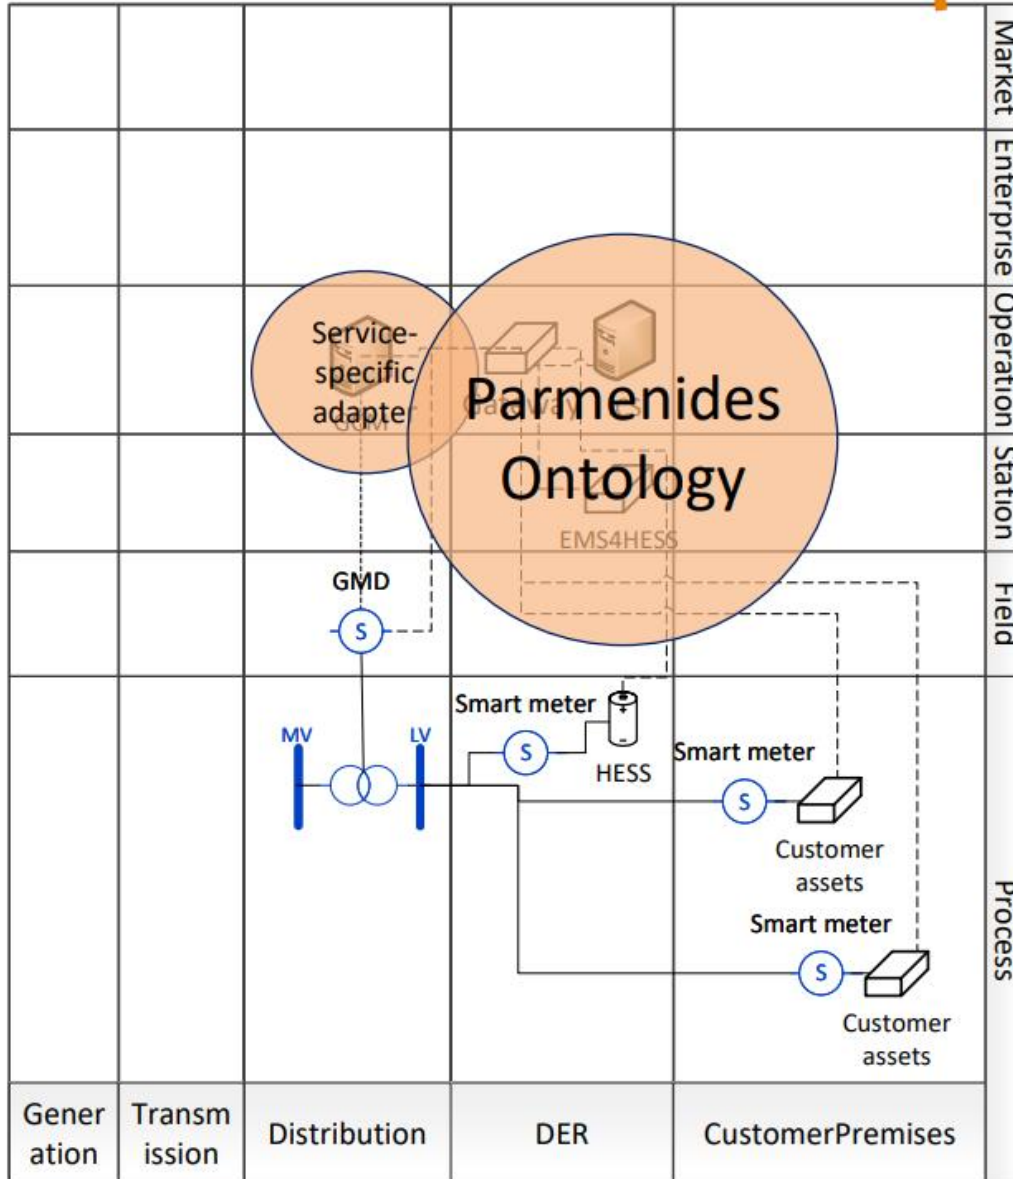 Market
Enterprise
Operation
Station
Field
Process
Service-
specific
adapter
Gateway
Parmenides
Ontology
EMS4HESS
GMD
S
MV
LV
Smart meter
S
HESS
Smart meter
S
Customer
assets
Smart meter
S
Customer
assets
Gener
ation
Transm
ission
Distribution
DER
CustomerPremises